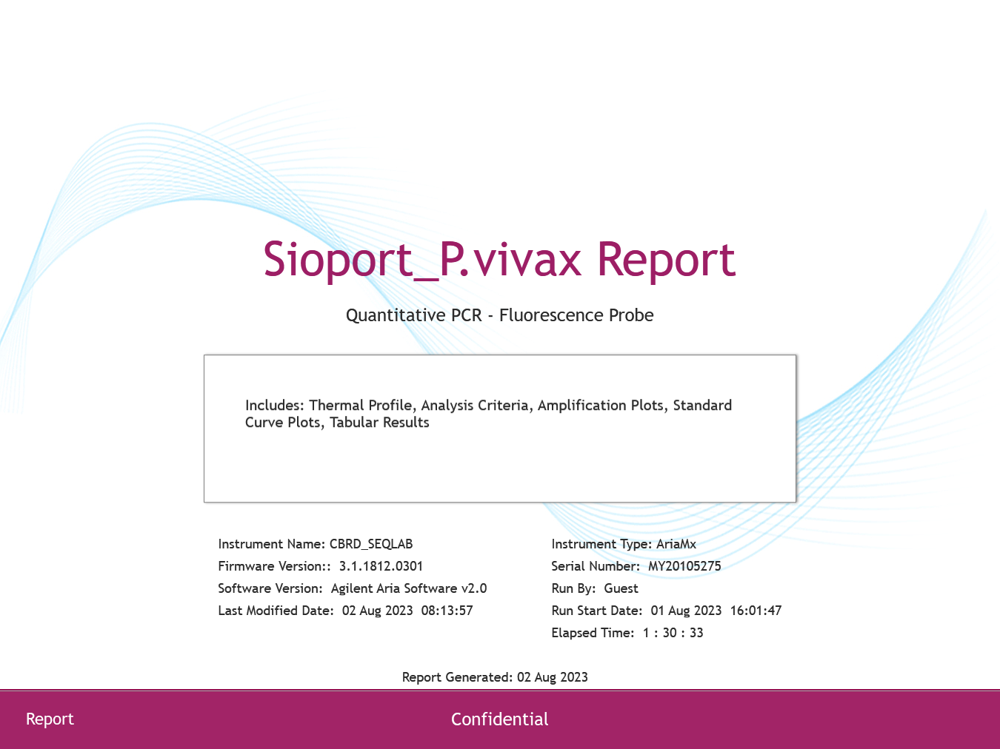 Sioport_P.vivax Report
Quantitative PCR - Fluorescence Probe
Includes: Thermal Profile, Analysis Criteria, Amplification Plots, Standard
Curve Plots, Tabular Results
Instrument Name: CBRD_SEQLAB
Firmware Version:: 3.1.1812.0301
Software Version: Agilent Aria Software v2.0
Last Modified Date: 02 Aug 2023 08:13:57
Instrument Type: AriaMx
Serial Number: MY20105275
Run By: Guest
Run Start Date: 01 Aug 2023 16:01:47
Elapsed Time: 1 : 30 : 33
Report Generated: 02 Aug 2023
Report
Confidential